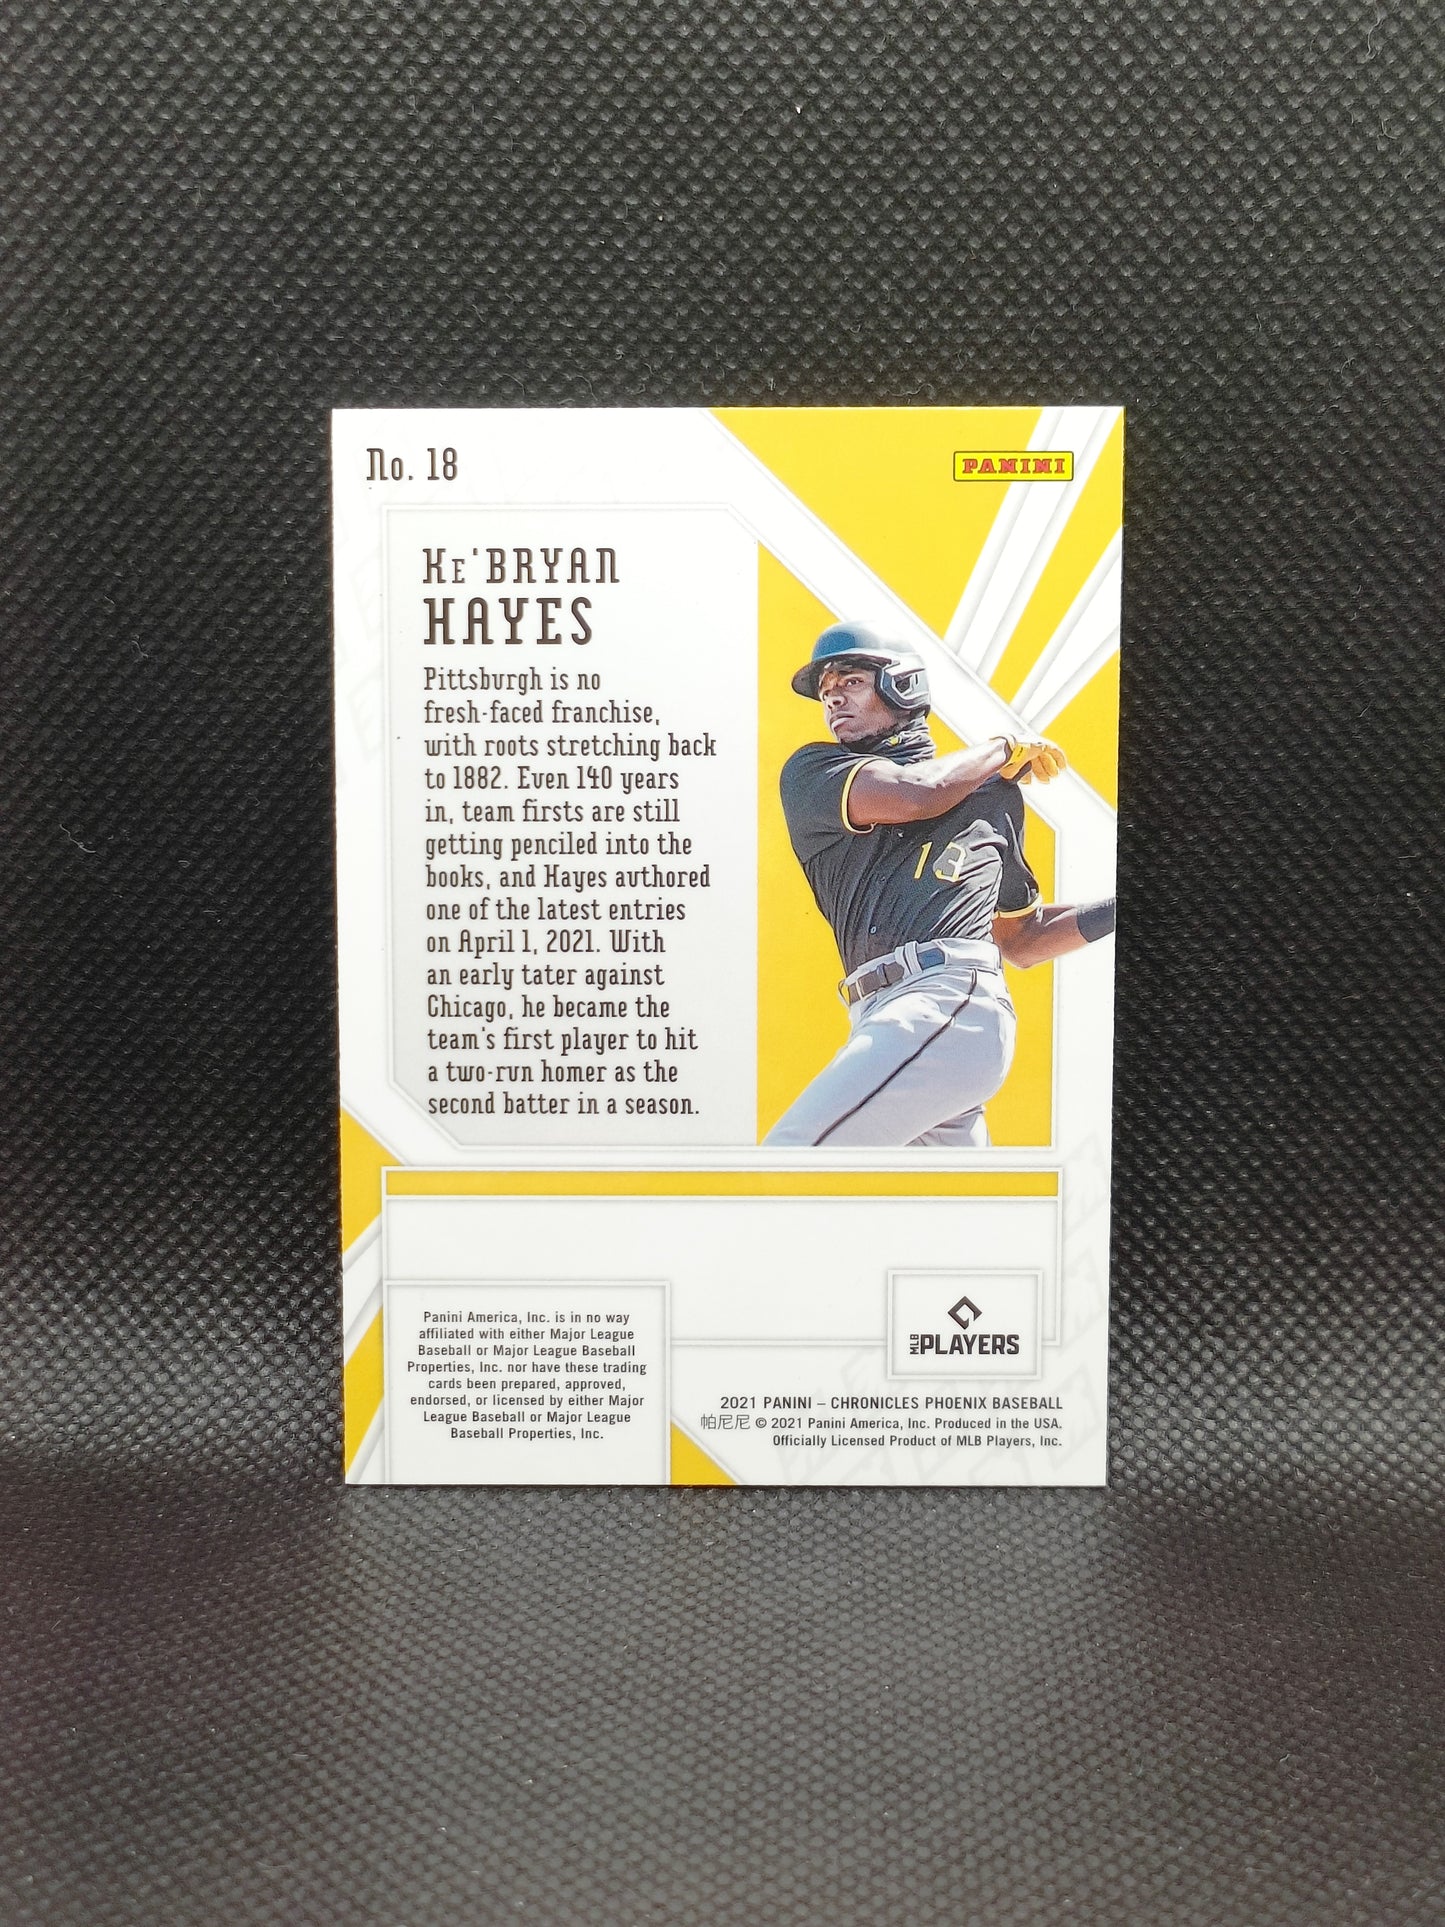 No. 18
PANINI
Ke'BRYAN
HAYES
Pittsburgh is no
fresh-faced franchise,
with roots stretching back
to 1882. Even 140 years
in, team firsts are still
getting penciled into the
books, and Hayes authored
one of the latest entries
on April 1, 2021. With
an early tater against
Chicago, he became the
team's first player to hit
a two-run homer as the
second batter in a season.
13
Panini America, Inc. is in no way
affiliated with either Major League
Baseball or Major League Baseball
Properties, Inc. nor have these trading
cards been prepared, approved,
endorsed, or licensed by either Major
League Baseball or Major League
Baseball Properties, Inc.
MLB PLAYERS
2021 PANINI – CHRONICLES PHOENIX BASEBALL
帕尼尼 © 2021 Panini America, Inc. Produced in the USA.
Officially Licensed Product of MLB Players, Inc.